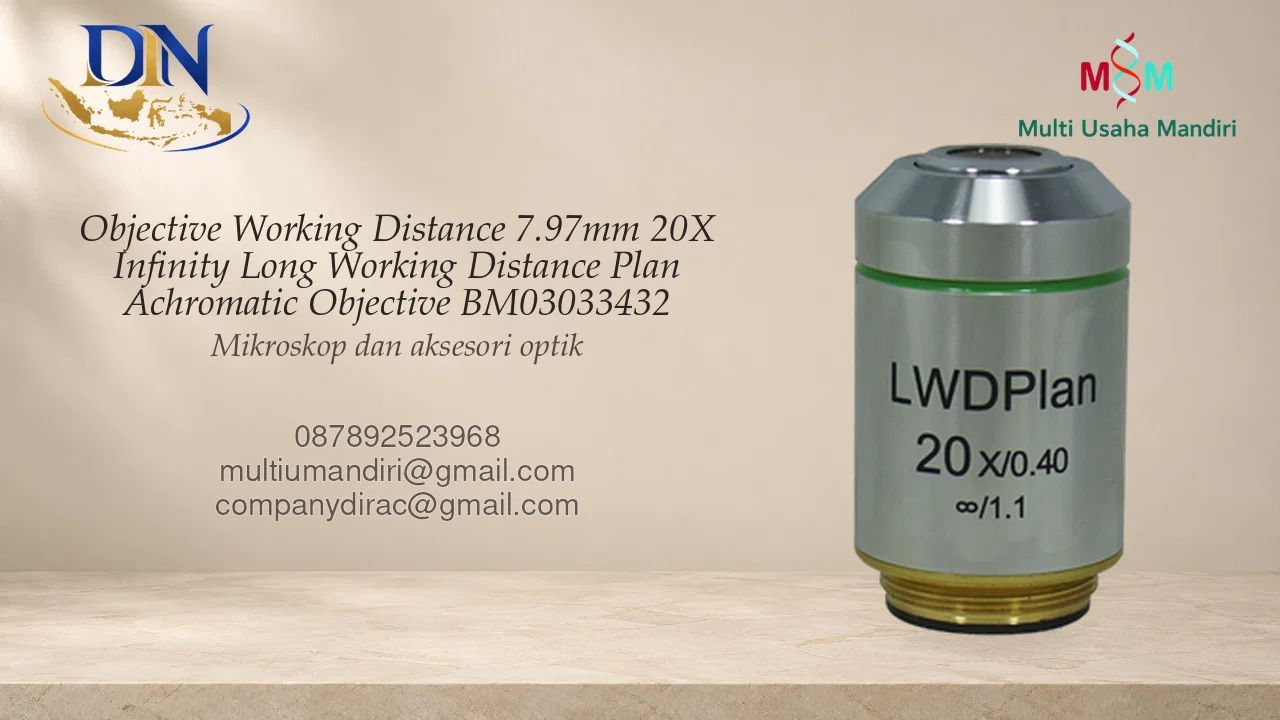 DN
M M
Multi Usaha Mandiri
Objective Working Distance 7.97mm 20X
Infinity Long Working Distance Plan
Achromatic Objective BM03033432
Mikroskop dan aksesori optik
087892523968
multiumandiri@gmail.com
companydirac@gmail.com
LWDPlan
20X/0.40
∞/1.1